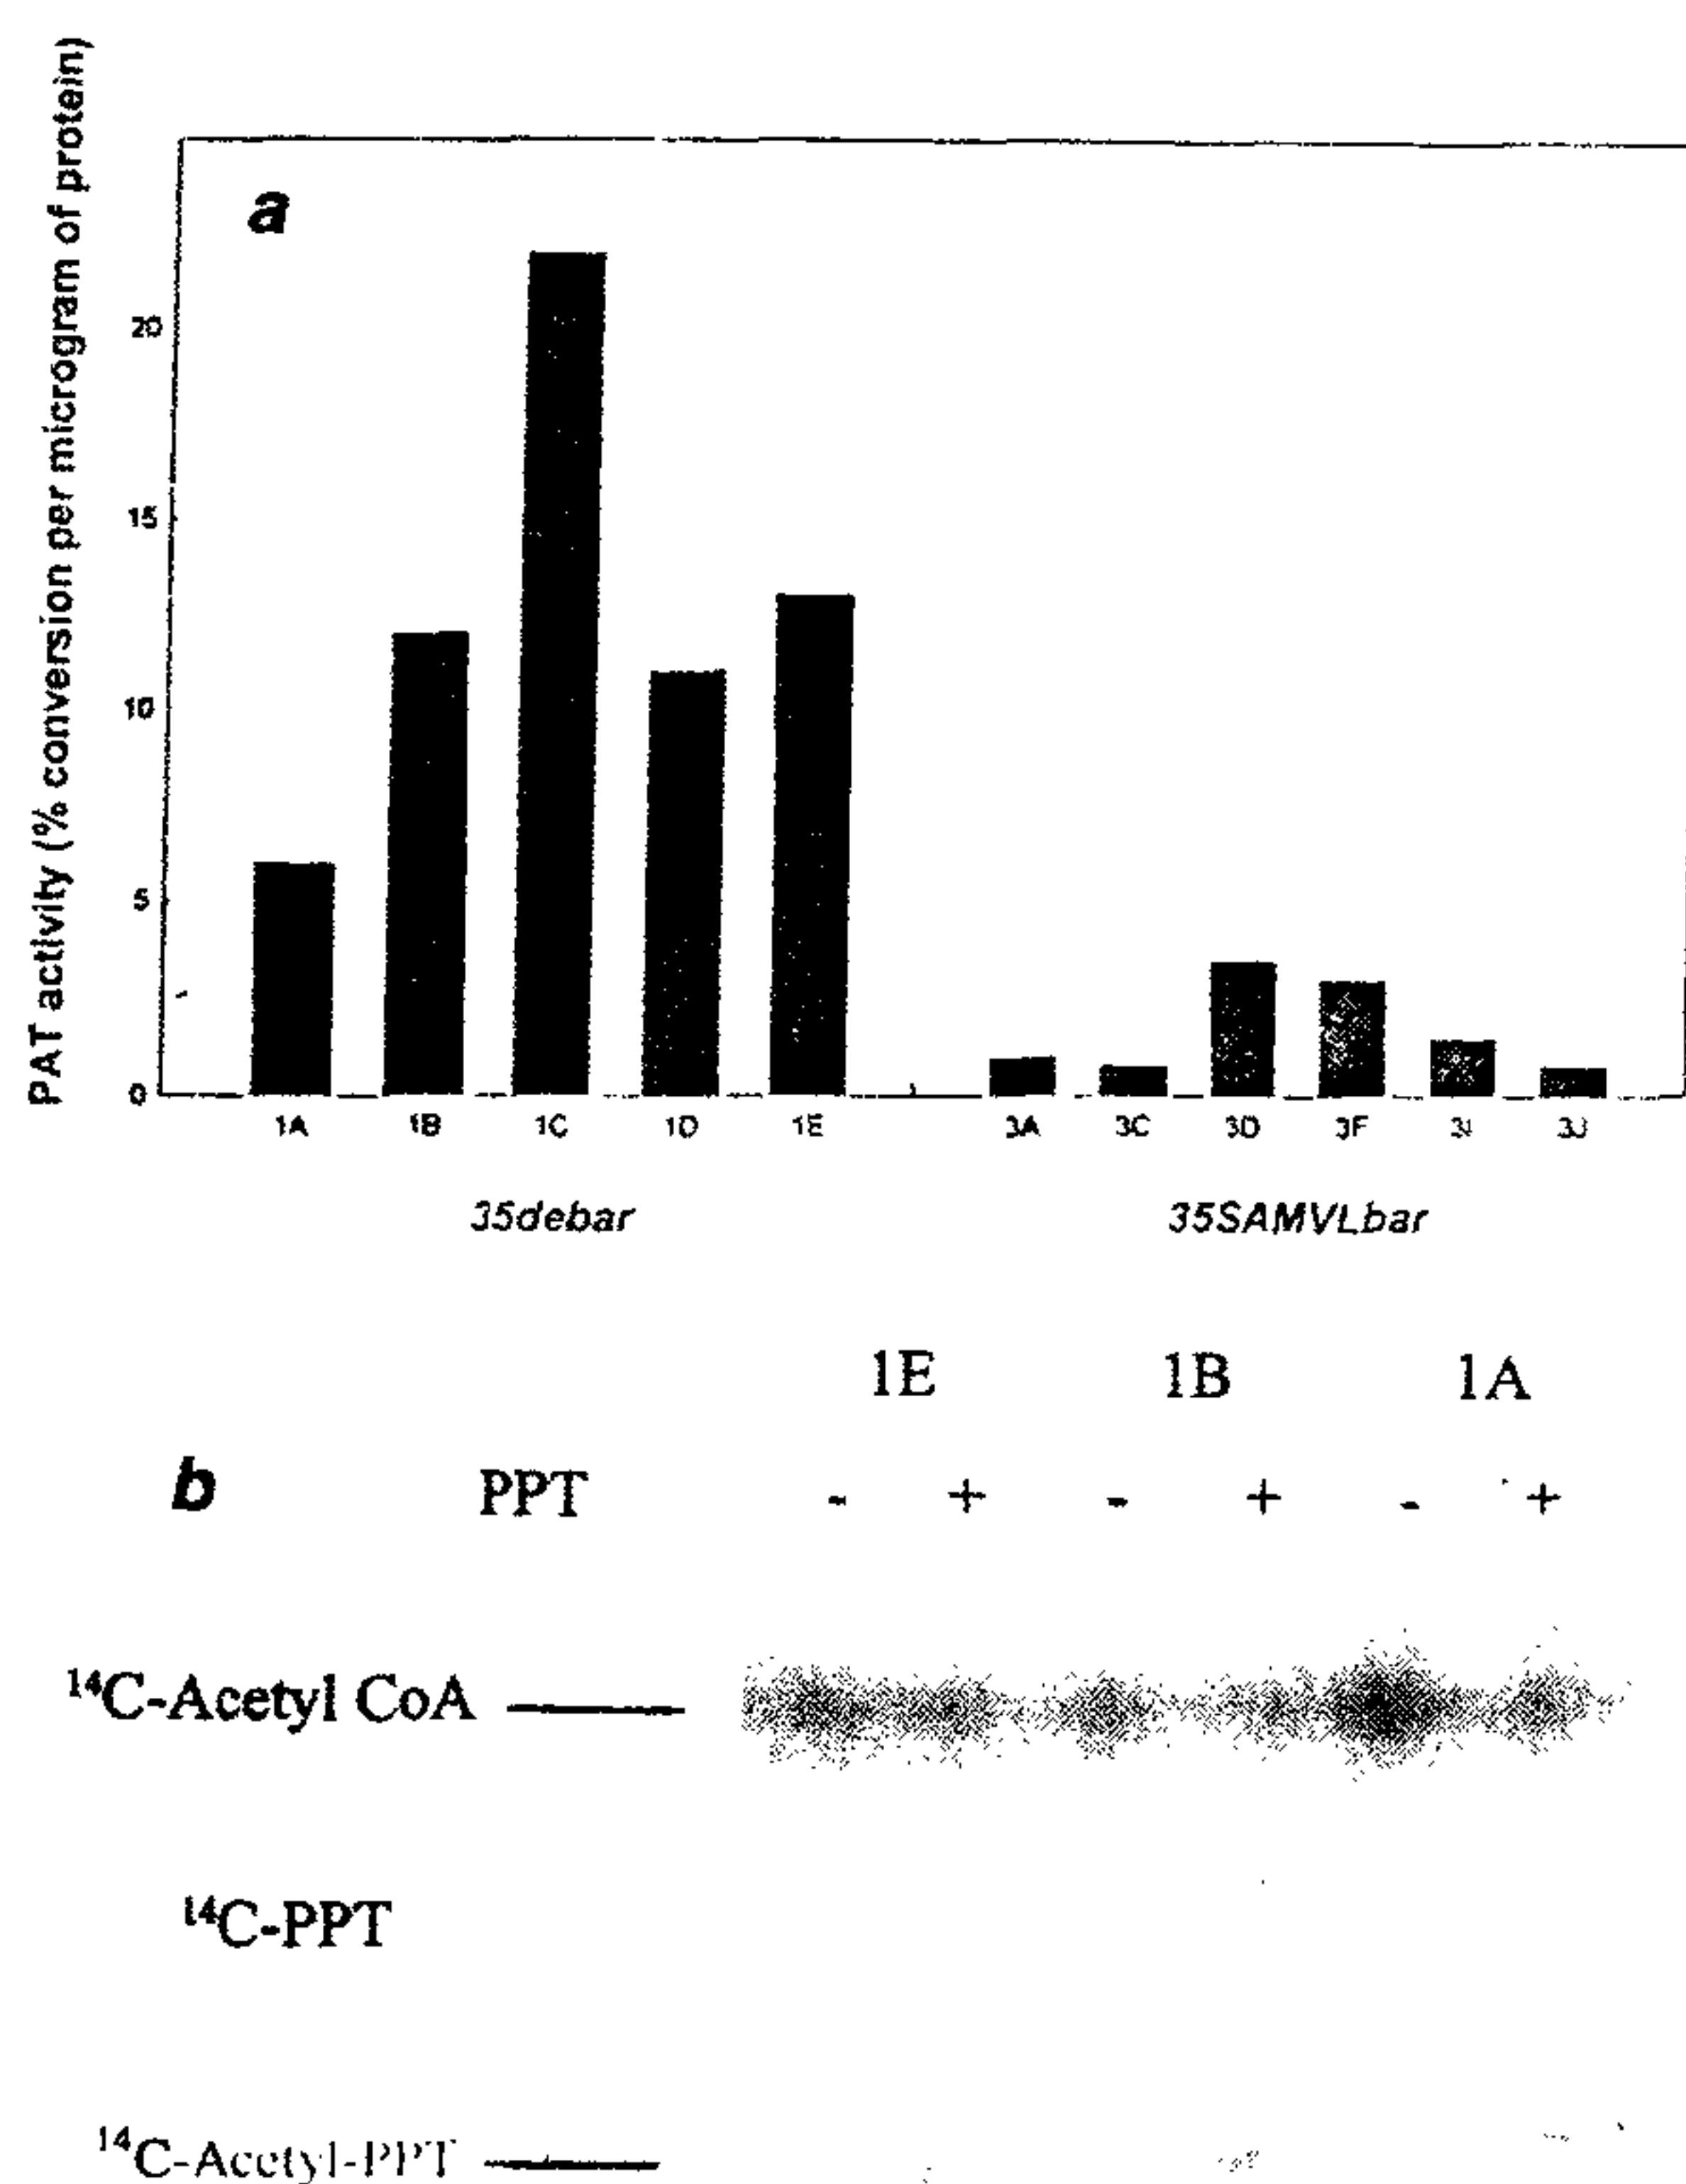 PAT activity (% conversion per microgram of protein)
a
20
15
10
5
0
1A 1B 1C 1D 1E 3A 3C 3D 3F 3I 3J
35debar 35SAMVLbar
1E 1B 1A
b PPT - + - + - +
¹⁴C-Acetyl CoA
¹⁴C-PPT
¹⁴C-Acetyl-PPT